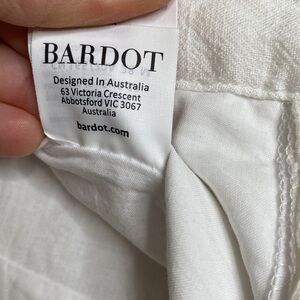 BARDOT
Designed In Australia
63 Victoria Crescent
Abbotsford VIC 3067
Australia
bardot.com